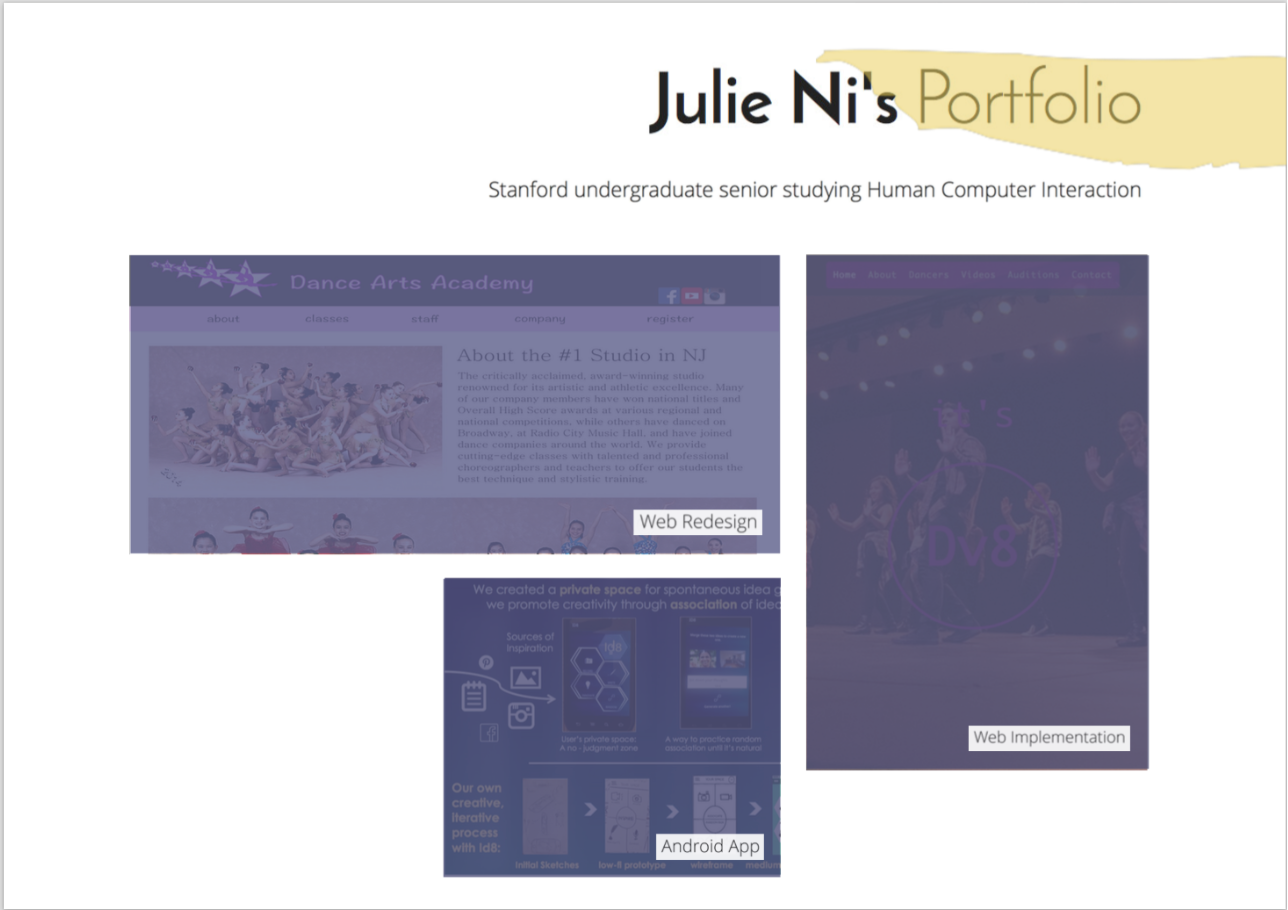 Julie Ni's Portfolio
Stanford undergraduate senior studying Human Computer Interaction
Dance Arts Academy
about classes staff company register
About the #1 Studio in NJ
The critically acclaimed, award-winning studio
renowned for its artistic and athletic excellence. Many
of our company members have won national titles and
Overall High Score awards at various regional and
national competitions, while others have danced on
Broadway, at Radio City Music Hall, and have joined
dance companies around the world. We provide
cutting-edge classes with talented and professional
choreographers and teachers to offer our students the
best technique and stylistic training.
2016
Web Redesign
Home About Dancers Videos Auditions Contact
Dv8
Web Implementation
We created a private space for spontaneous idea g
we promote creativity through association of idea
Sources of
Inspiration
Id8
User's private space:
A no - judgment zone
A way to practice random
association until it's natural
Our own
creative,
iterative
process
with Id8:
Initial Sketches low-fi prototype wireframe medium
Android App